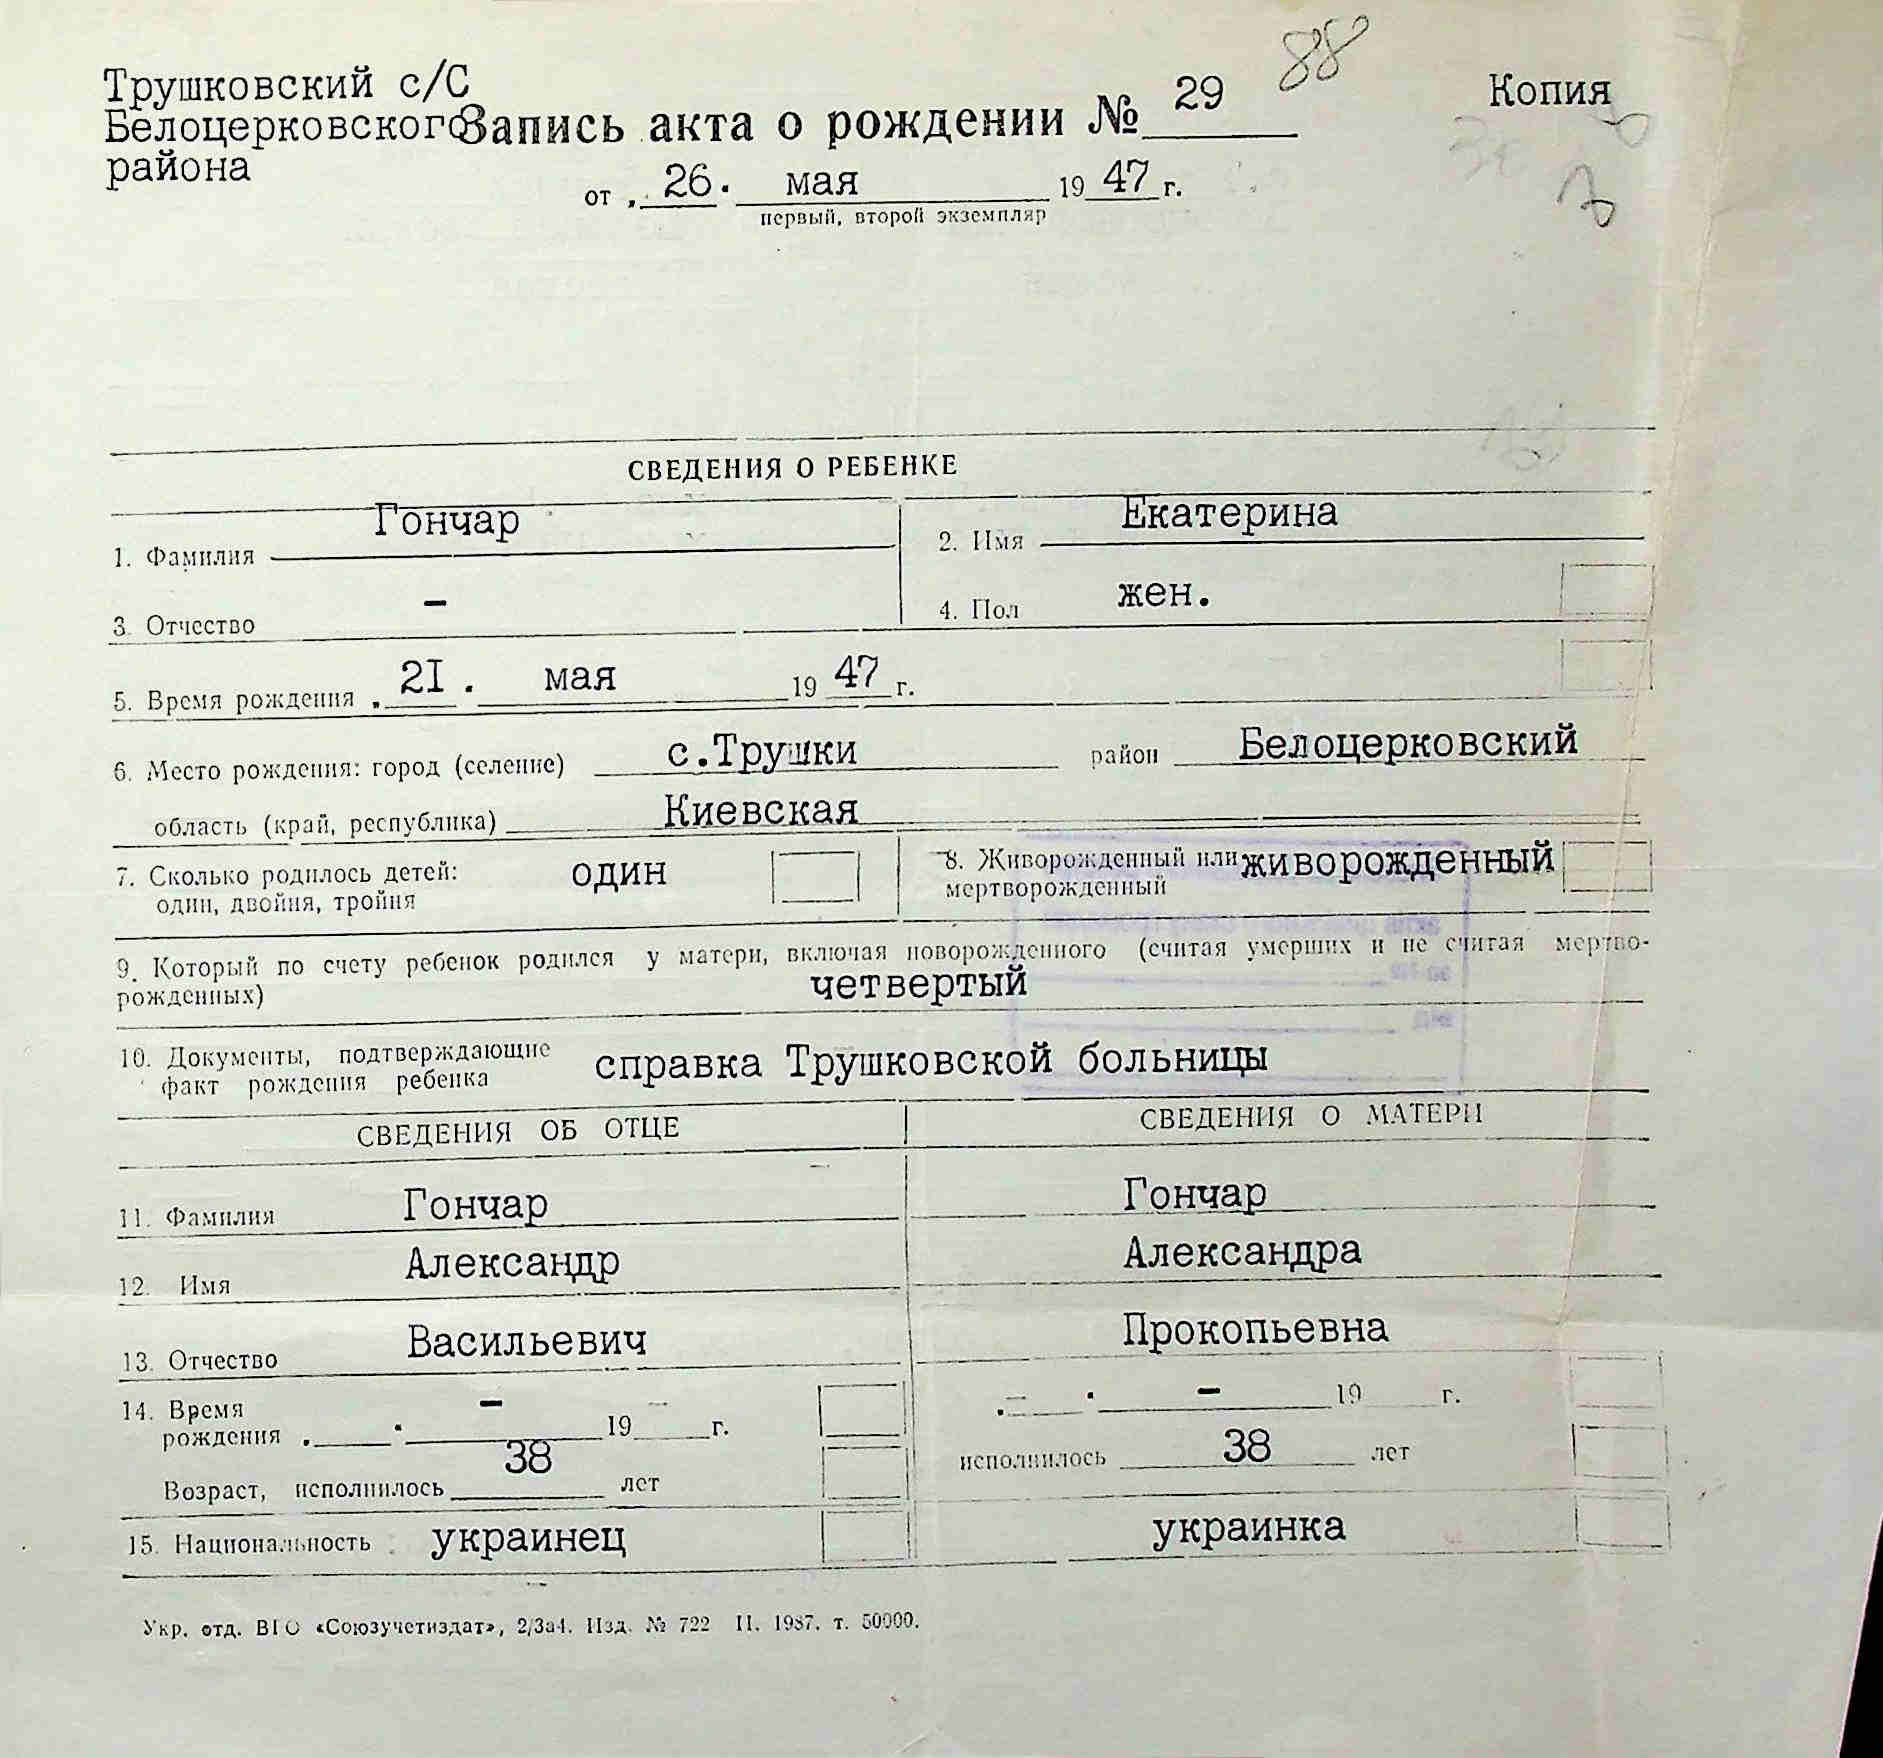 88
Трушковский с/С
Копия
Белоцерковского Запись акта о рождении № 29
района
от 26. мая 1947 г.
первый, второй экземпляр
СВЕДЕНИЯ О РЕБЕНКЕ
1. Фамилия Гончар 2. Имя Екатерина
3. Отчество – 4. Пол жен.
5. Время рождения 2I. мая 1947 г.
6. Место рождения: город (селение) с.Трушки район Белоцерковский
область (край, республика) Киевская
7. Сколько родилось детей: один 8. Живорожденный или живорожденный
один, двойня, тройня мертворожденный
9. Который по счету ребенок родился у матери, включая новорожденного (считая умерших и не считая мертво-
рожденных) четвертый
10. Документы, подтверждающие справка Трушковской больницы
факт рождения ребенка
СВЕДЕНИЯ ОБ ОТЦЕ СВЕДЕНИЯ О МАТЕРИ
11. Фамилия Гончар Гончар
12. Имя Александр Александра
13. Отчество Васильевич Прокопьевна
14. Время – 19 г. – – 19 г.
рождения
Возраст, исполнилось 38 лет исполнилось 38 лет
15. Национальность украинец украинка
Укр. отд. ВГО «Союзучетиздат», 2/3а4. Изд. № 722 II. 1987. т. 50000.